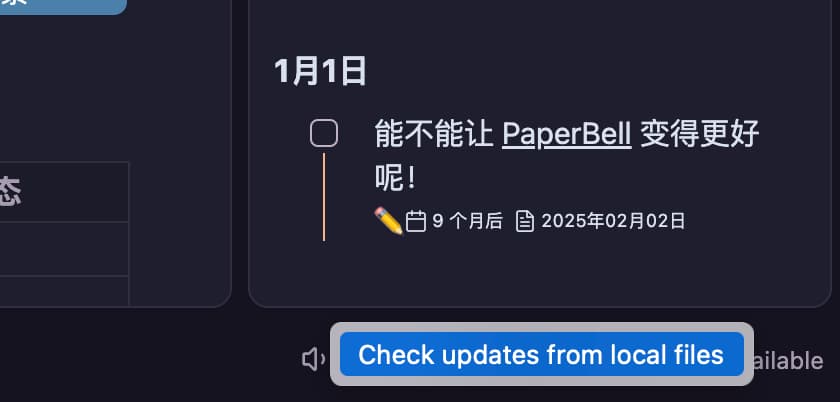 1月1日
能不能让 PaperBell 变得更好
呢！
态
9 个月后 2025年02月02日
Check updates from local files
ailable